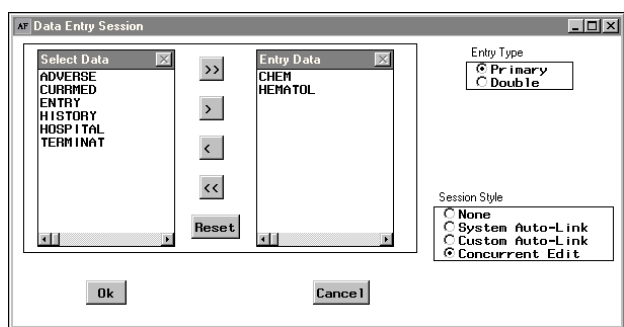 AF Data Entry Session
Select Data
ADVERSE
CURRMED
ENTRY
HISTORY
HOSPITAL
TERMINAT
>>
>
<
<<
Reset
Entry Data
CHEM
HEMATOL
Entry Type
Primary
Double
Session Style
None
System Auto-Link
Custom Auto-Link
Concurrent Edit
Ok
Cancel